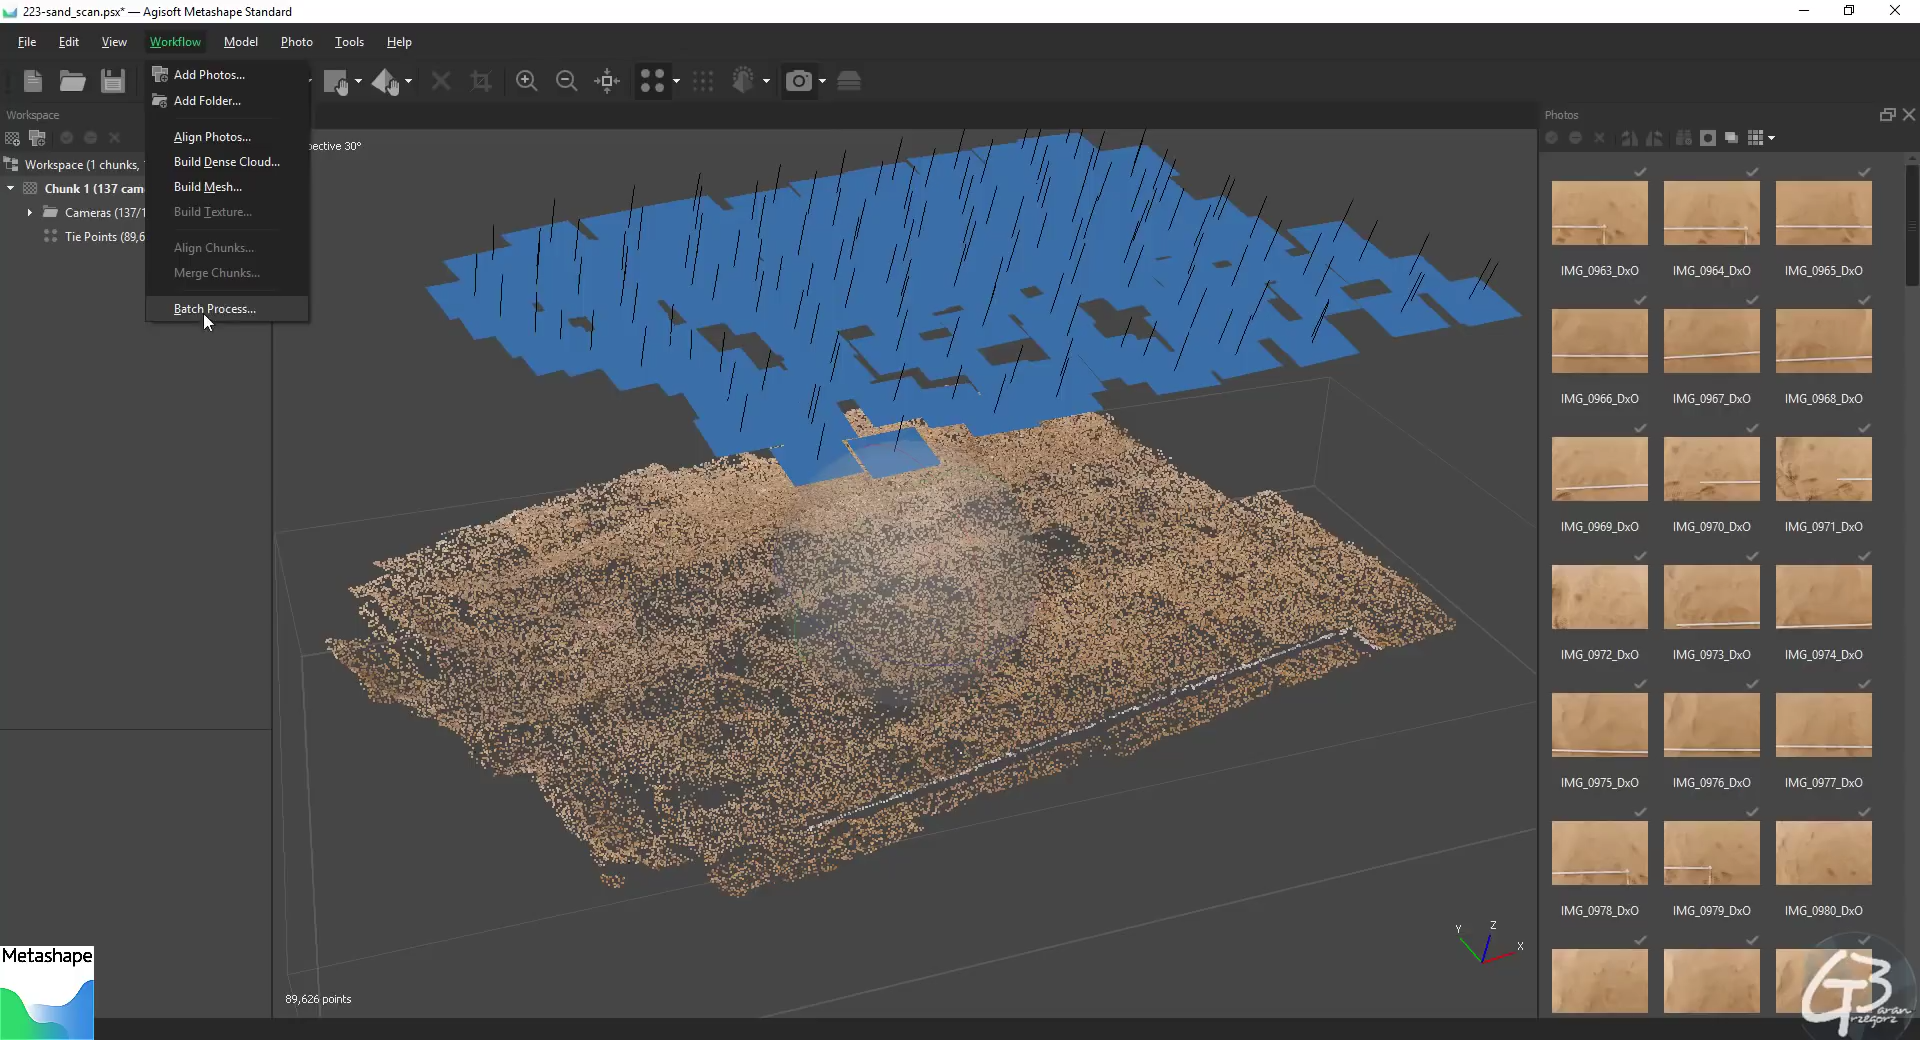 223-sand_scan.psx* — Agisoft Metashape Standard
File Edit View Workflow Model Photo Tools Help
Add Photos...
Add Folder...
Align Photos...
Build Dense Cloud...
Build Mesh...
Build Texture...
Align Chunks...
Merge Chunks...
Batch Process...
Workspace
Workspace (1 chunks,
Chunk 1 (137 cam
Cameras (137/1
Tie Points (89,6
pective 30°
89,626 points
Y Z X
Metashape
Photos
IMG_0963_DxO IMG_0964_DxO IMG_0965_DxO
IMG_0966_DxO IMG_0967_DxO IMG_0968_DxO
IMG_0969_DxO IMG_0970_DxO IMG_0971_DxO
IMG_0972_DxO IMG_0973_DxO IMG_0974_DxO
IMG_0975_DxO IMG_0976_DxO IMG_0977_DxO
IMG_0978_DxO IMG_0979_DxO IMG_0980_DxO